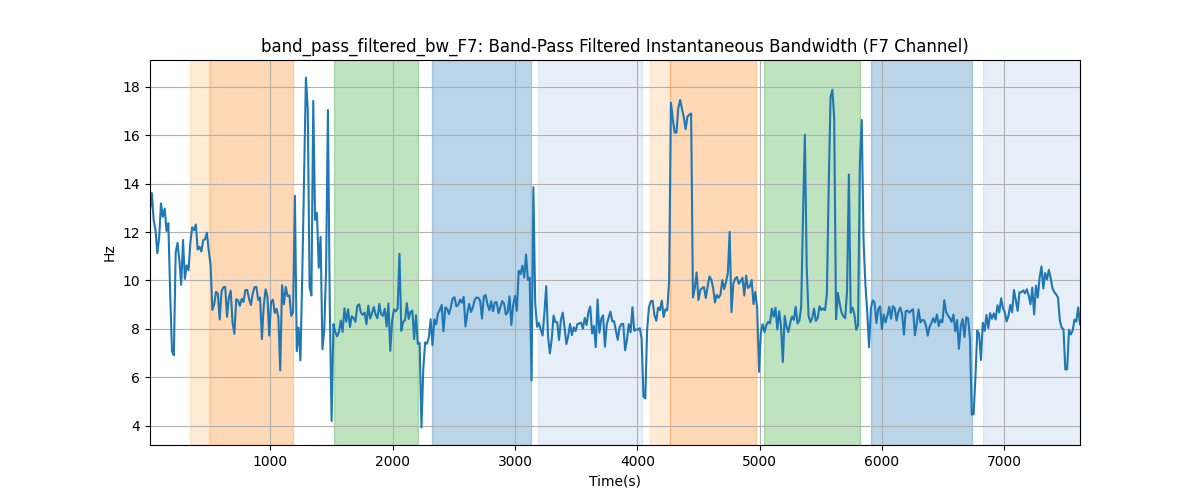 band_pass_filtered_bw_F7: Band-Pass Filtered Instantaneous Bandwidth (F7 Channel)
18
16
14
12
10
8
6
4
Hz
1000 2000 3000 4000 5000 6000 7000
Time(s)